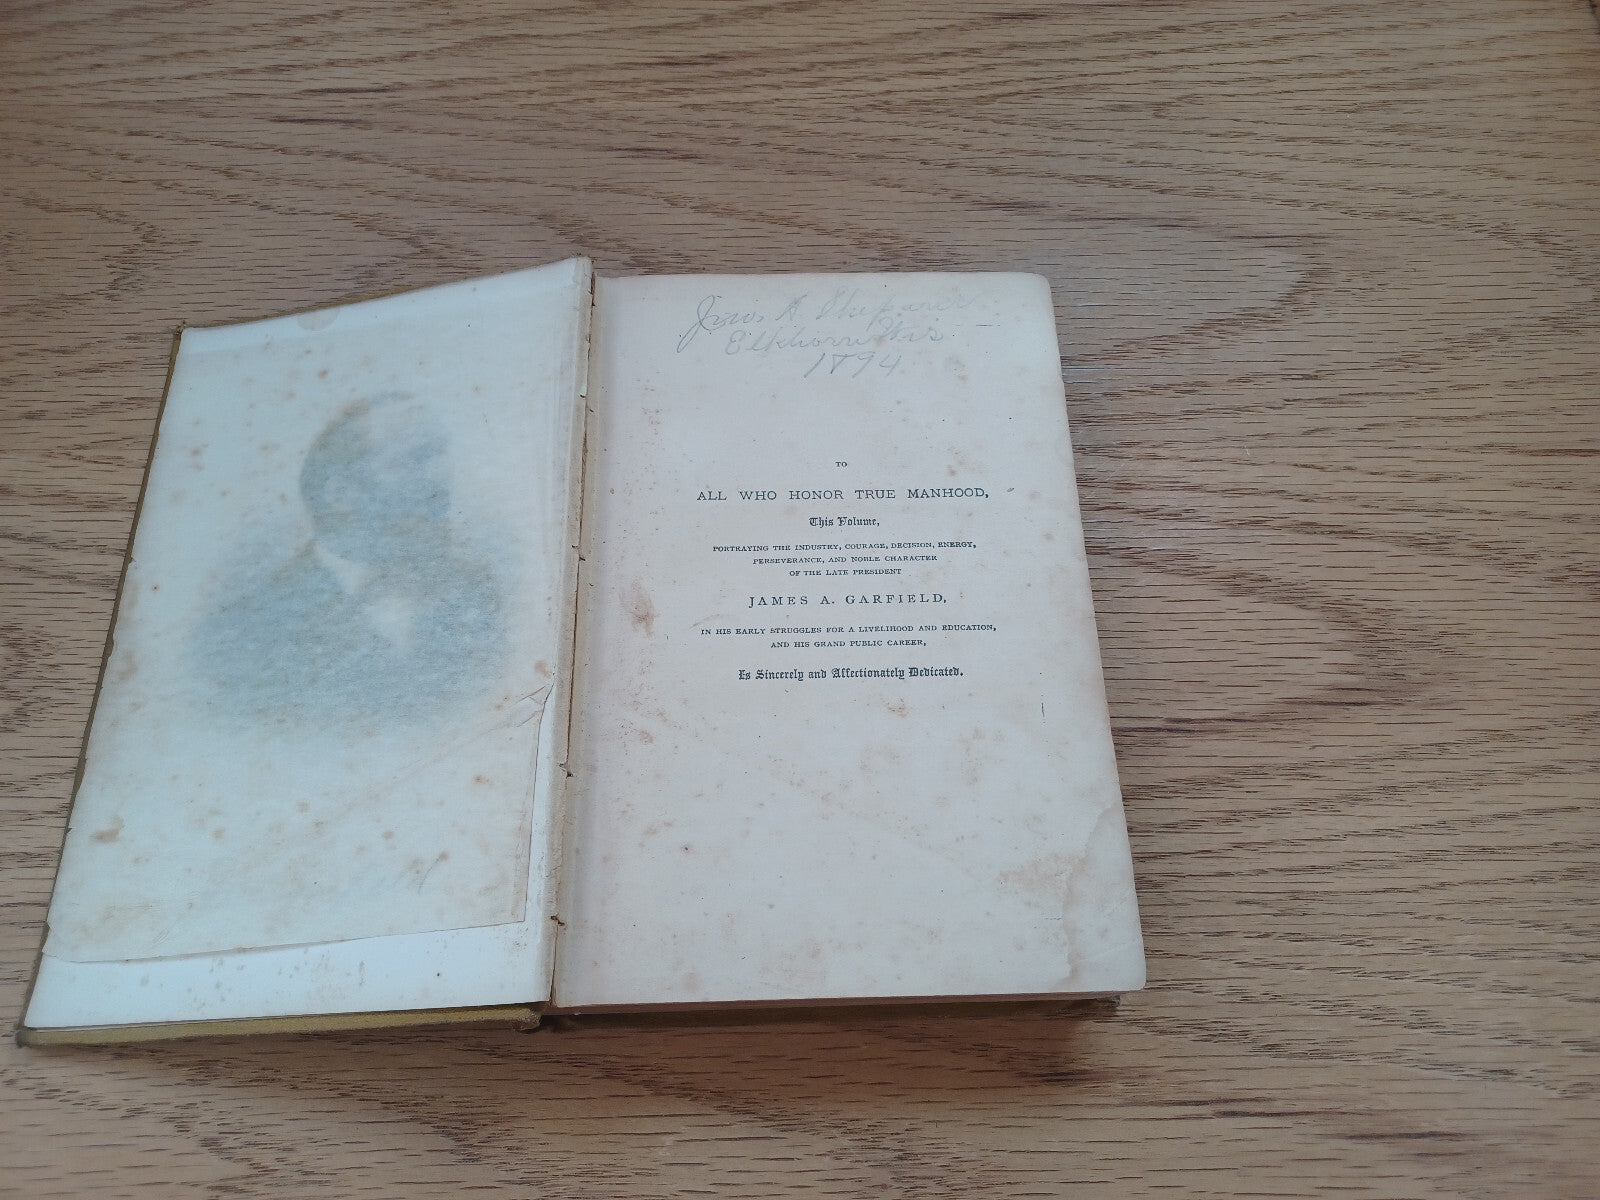 A
Elkhorn Wis
1894
TO
ALL WHO HONOR TRUE MANHOOD,
This Volume,
PORTRAYING THE INDUSTRY, COURAGE, DECISION, ENERGY,
PERSEVERANCE, AND NOBLE CHARACTER
OF THE LATE PRESIDENT
JAMES A. GARFIELD,
IN HIS EARLY STRUGGLES FOR A LIVELIHOOD AND EDUCATION,
AND HIS GRAND PUBLIC CAREER,
Is Sincerely and Affectionately Dedicated.